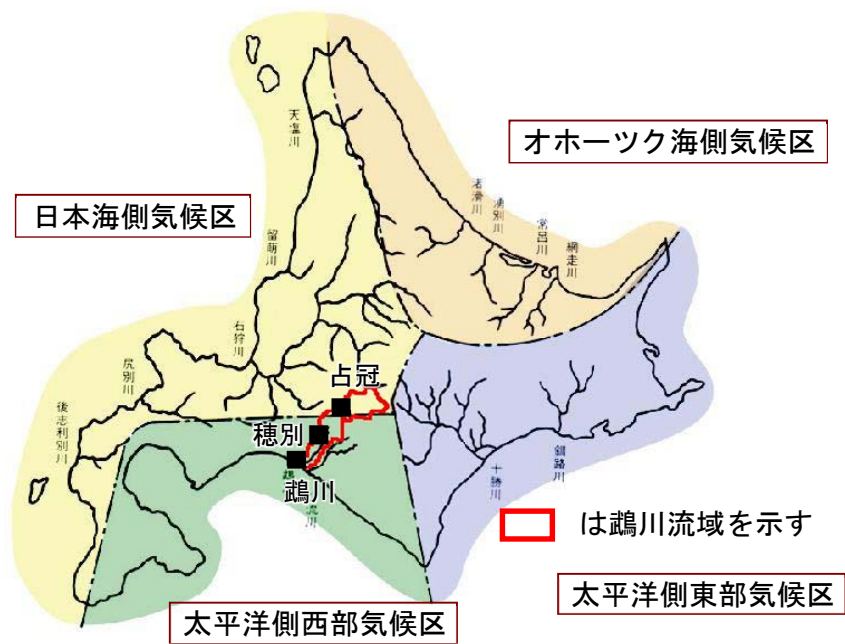 オホーツク海側気候区
日本海側気候区
天塩川
渚滑川
湧別川
常呂川
網走川
留萌川
石狩川
尻別川
後志利別川
占冠
穂別
鵡川
十勝川
釧路川
は鵡川流域を示す
太平洋側東部気候区
太平洋側西部気候区